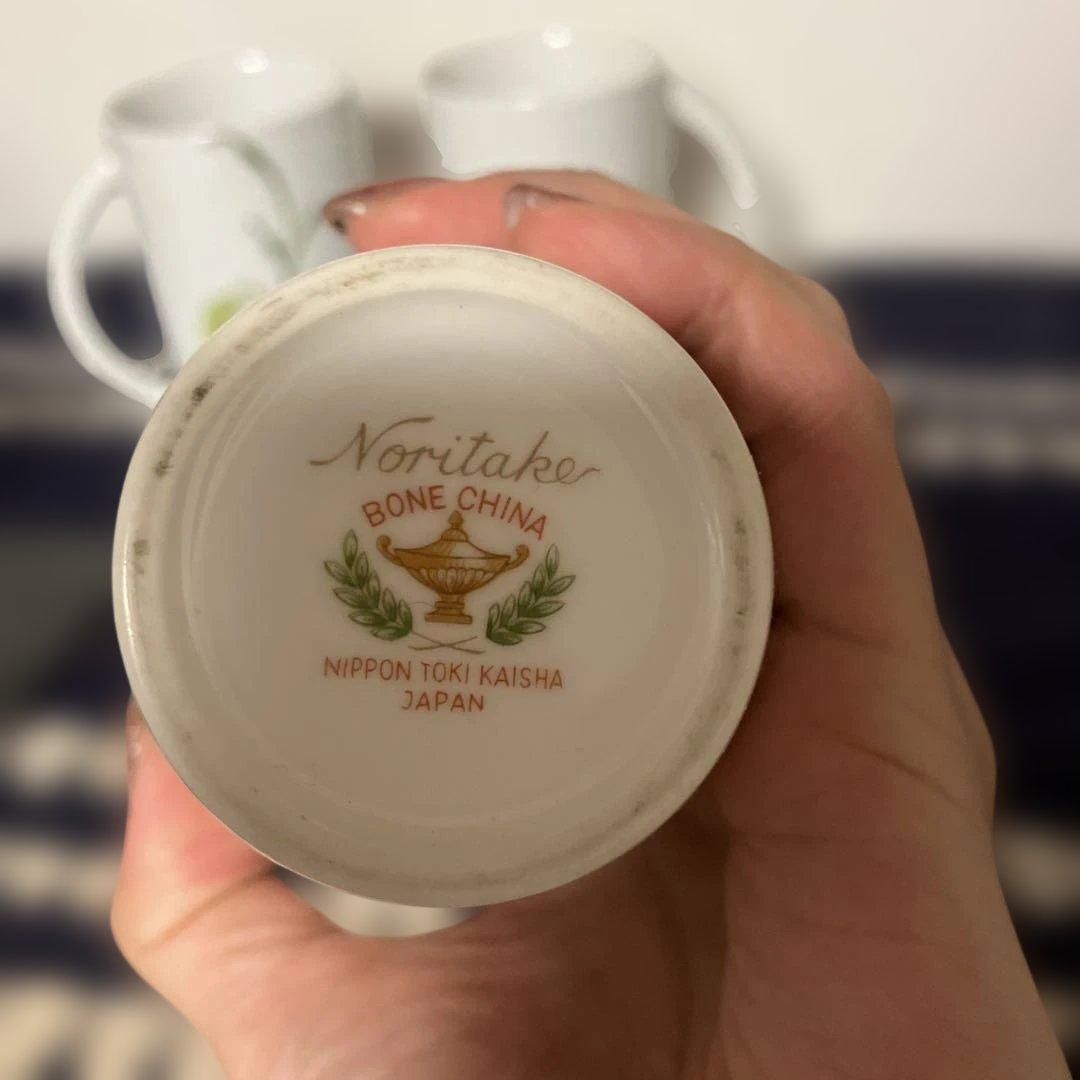 Noritake
BONE CHINA
NIPPON TOKI KAISHA
JAPAN